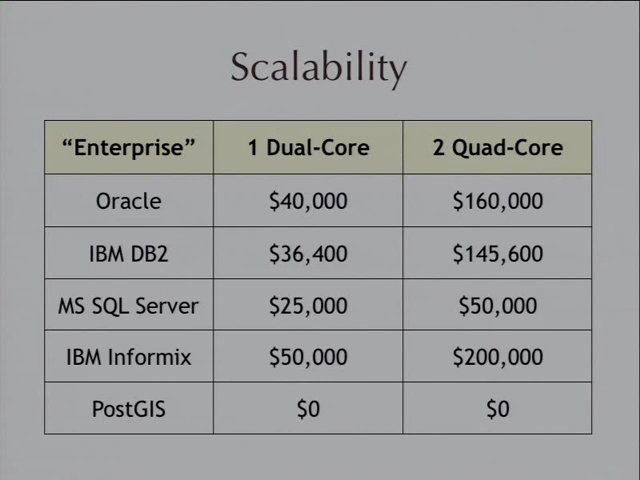 Scalability
“Enterprise” 1 Dual-Core 2 Quad-Core
Oracle $40,000 $160,000
IBM DB2 $36,400 $145,600
MS SQL Server $25,000 $50,000
IBM Informix $50,000 $200,000
PostGIS $0 $0